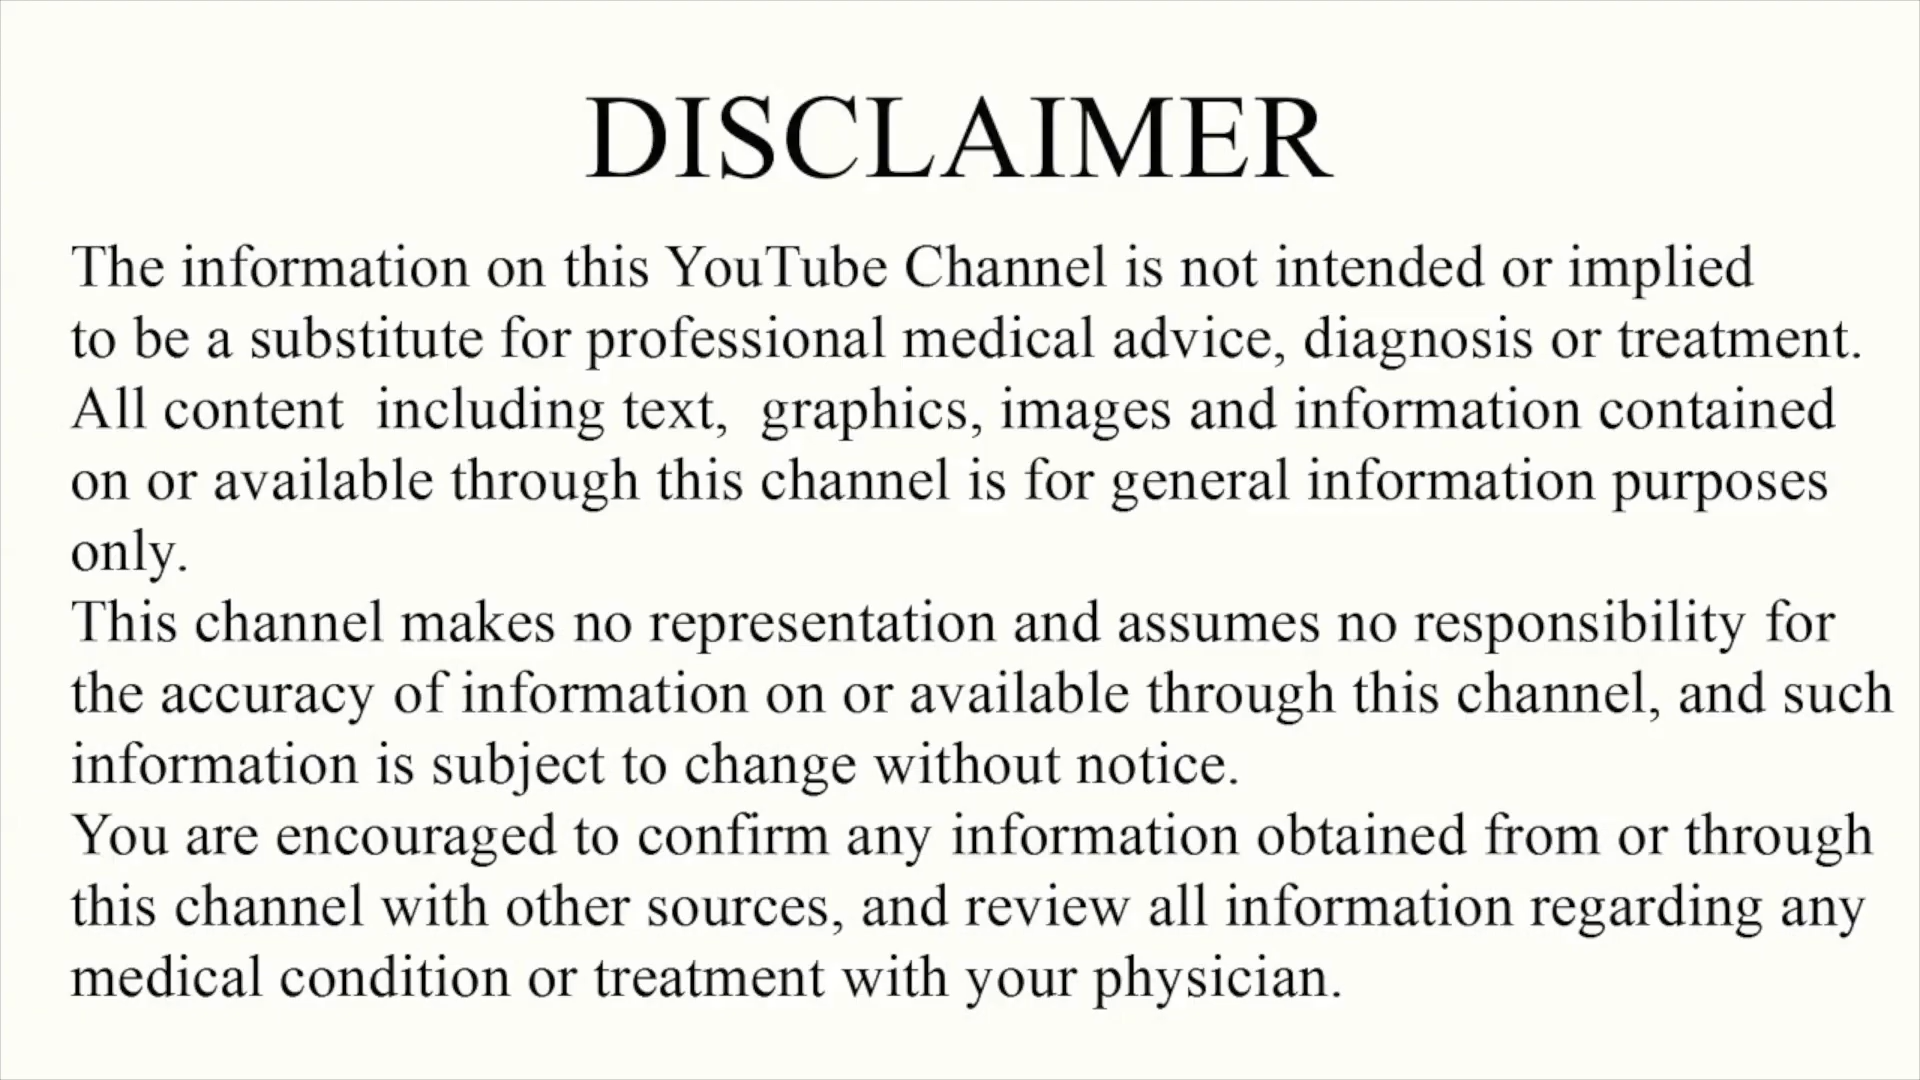 DISCLAIMER
The information on this YouTube Channel is not intended or implied
to be a substitute for professional medical advice, diagnosis or treatment.
All content  including text,  graphics, images and information contained
on or available through this channel is for general information purposes
only.
This channel makes no representation and assumes no responsibility for
the accuracy of information on or available through this channel, and such
information is subject to change without notice.
You are encouraged to confirm any information obtained from or through
this channel with other sources, and review all information regarding any
medical condition or treatment with your physician.